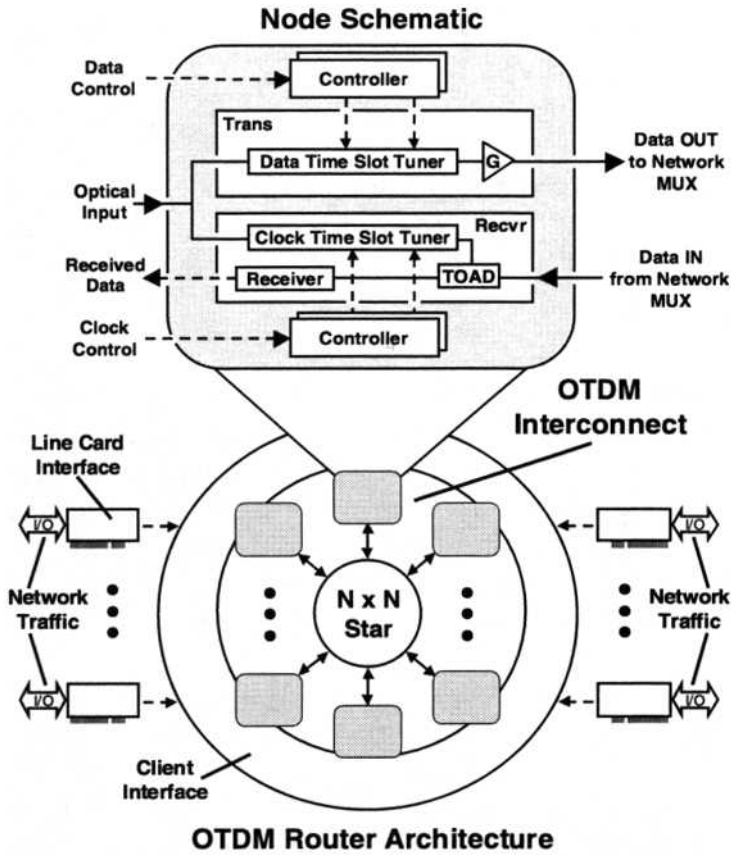 Node Schematic
Data
Control
Controller
Trans
Data Time Slot Tuner
G
Data OUT
to Network
MUX
Optical
Input
Recvr
Clock Time Slot Tuner
Received
Data
Receiver
TOAD
Data IN
from Network
MUX
Clock
Control
Controller
OTDM
Interconnect
Line Card
Interface
I/O
I/O
Network
Traffic
N x N
Star
Network
Traffic
I/O
I/O
Client
Interface
OTDM Router Architecture